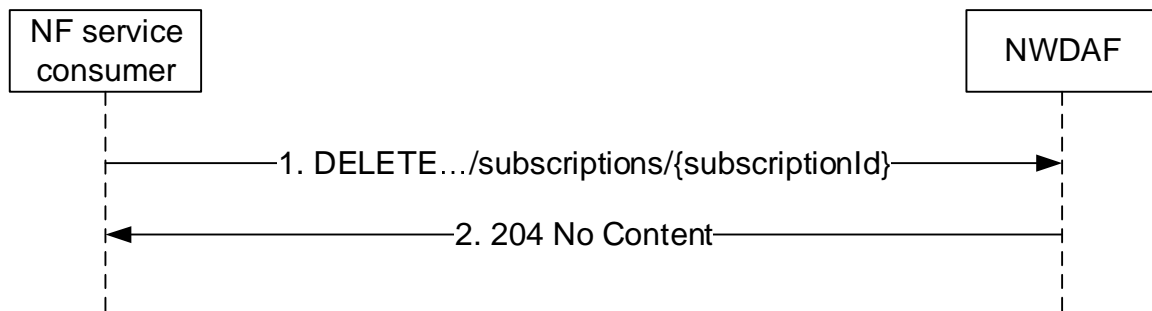 NF service
consumer
NWDAF
1. DELETE…/subscriptions/{subscriptionId}
2. 204 No Content